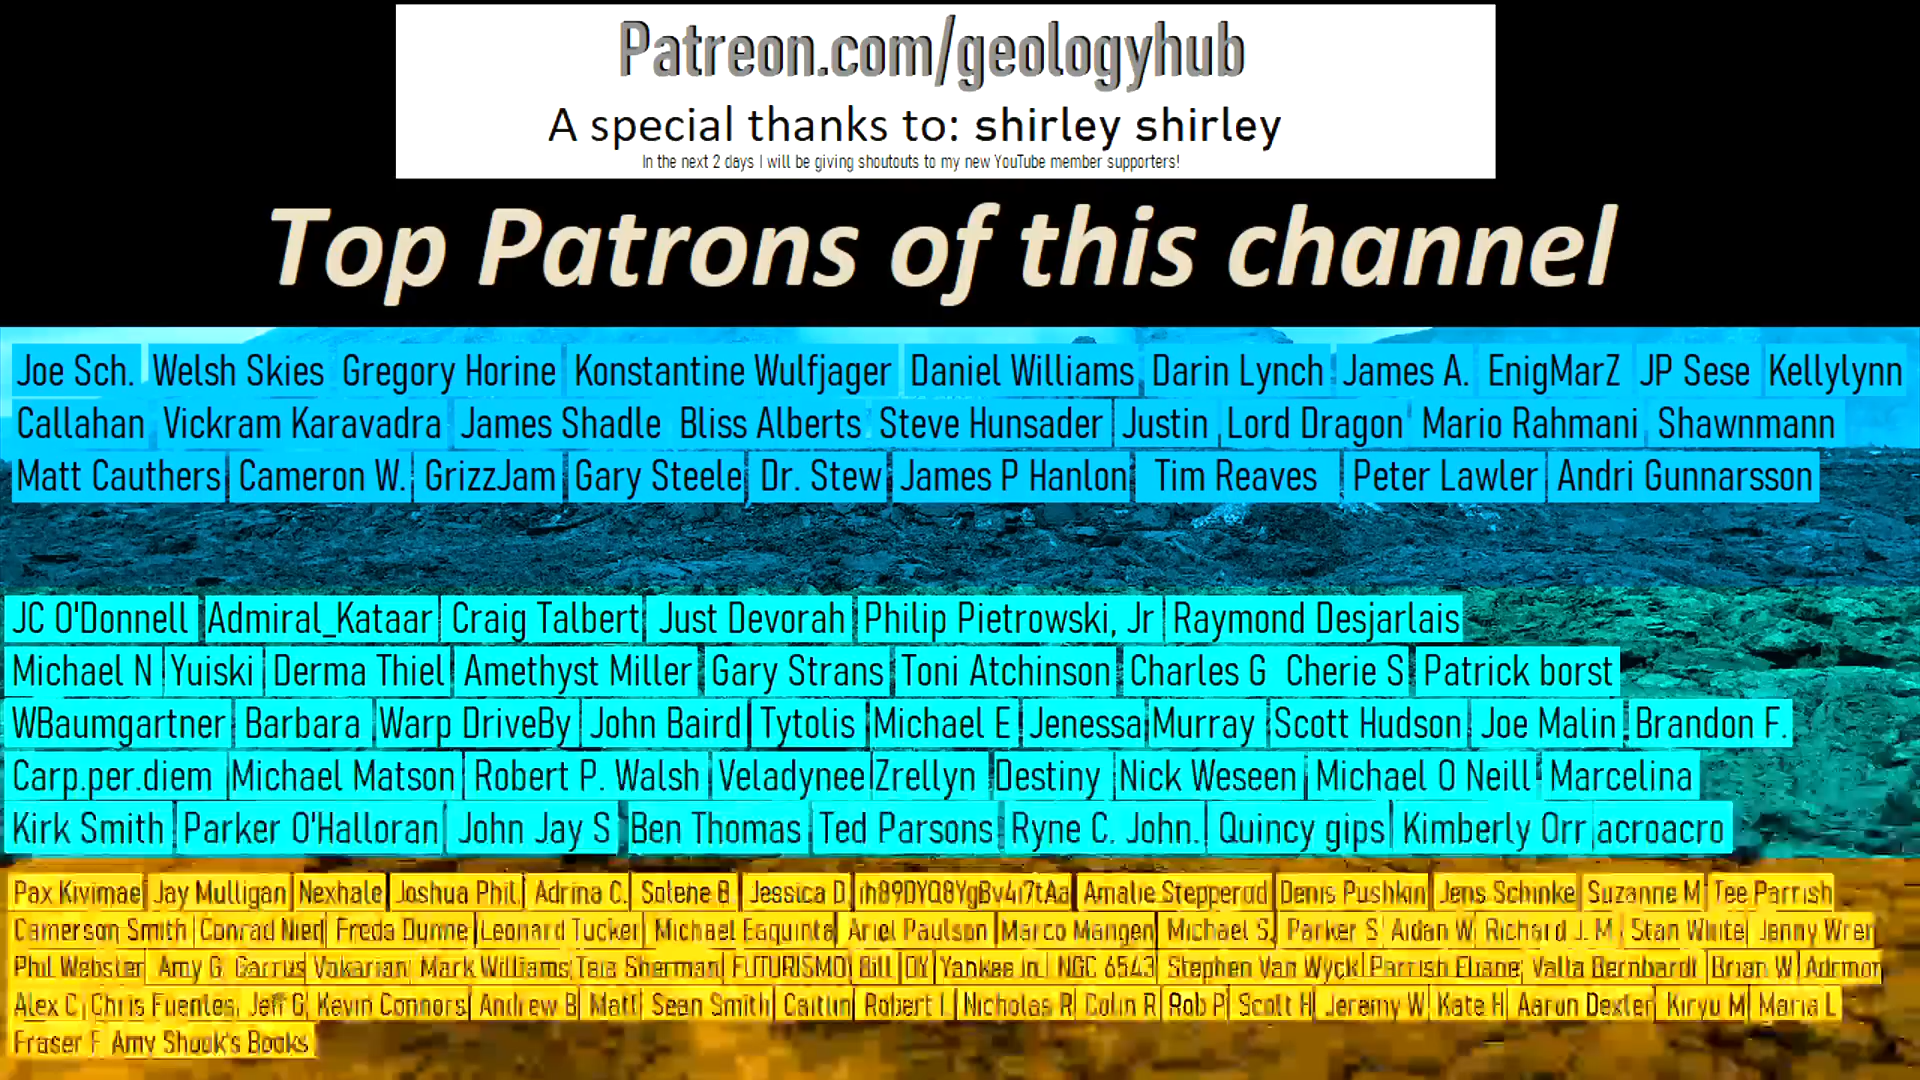 Patreon.com/geologyhub
A special thanks to: shirley shirley
In the next 2 days I will be giving shoutouts to my new YouTube member supporters!
Top Patrons of this channel
Joe Sch. Welsh Skies Gregory Horine Konstantine Wulfjager Daniel Williams Darin Lynch James A. EnigMarZ JP Sese Kellylynn
Callahan Vickram Karavadra James Shadle Bliss Alberts Steve Hunsader Justin Lord Dragon Mario Rahmani Shawnmann
Matt Cauthers Cameron W. GrizzJam Gary Steele Dr. Stew James P Hanlon Tim Reaves Peter Lawler Andri Gunnarsson
JC O'Donnell Admiral_Kataar Craig Talbert Just Devorah Philip Pietrowski, Jr Raymond Desjarlais
Michael N Yuiski Derma Thiel Amethyst Miller Gary Strans Toni Atchinson Charles G Cherie S Patrick borst
WBaumgartner Barbara Warp DriveBy John Baird Tytolis Michael E Jenessa Murray Scott Hudson Joe Malin Brandon F.
Carp.per.diem Michael Matson Robert P. Walsh Veladynee Zrellyn Destiny Nick Weseen Michael O Neill Marcelina
Kirk Smith Parker O'Halloran John Jay S Ben Thomas Ted Parsons Ryne C. John. Quincy gips Kimberly Orr acroacro
Pax Kivimae Jay Mulligan Nexhale Joshua Phil. Adrina C. Solene B Jessica D. Amalie Stepperud Denis Pushkin Jens Schinke Suzanne M Tee Parrish
Camerson Smith Conrad Nied Freda Dunne Leonard Tucker Michael Esquinta Ariel Paulson Marco Mangen Michael S. Parker S Aidan W Richard J. M Stan White Jenny Wren
Phil Webster Amy G. Garrus Vakarian Mark Williams Teia Sherman FUTURISMO Bill Yankee in NGC 6543 Stephen Van Wyck Parrish Eliane Valla Bernhardt Brian W
Alex C. Chris Fuentes, Jeff G Kevin Connors Andrew B Matt Sean Smith Caitlin Robert L. Nicholas R Colin R Rob P Scott H Jeremy W Kate H Aaron Dexter Kiryu M Maria L
Fraser F Amy Shook's Books